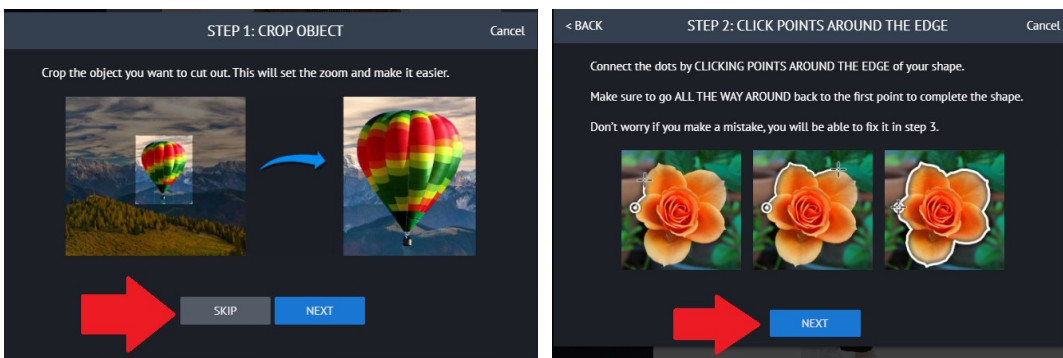 STEP 1: CROP OBJECT
Cancel
Crop the object you want to cut out. This will set the zoom and make it easier.
SKIP
NEXT
< BACK
STEP 2: CLICK POINTS AROUND THE EDGE
Cancel
Connect the dots by CLICKING POINTS AROUND THE EDGE of your shape.
Make sure to go ALL THE WAY AROUND back to the first point to complete the shape.
Don't worry if you make a mistake, you will be able to fix it in step 3.
NEXT